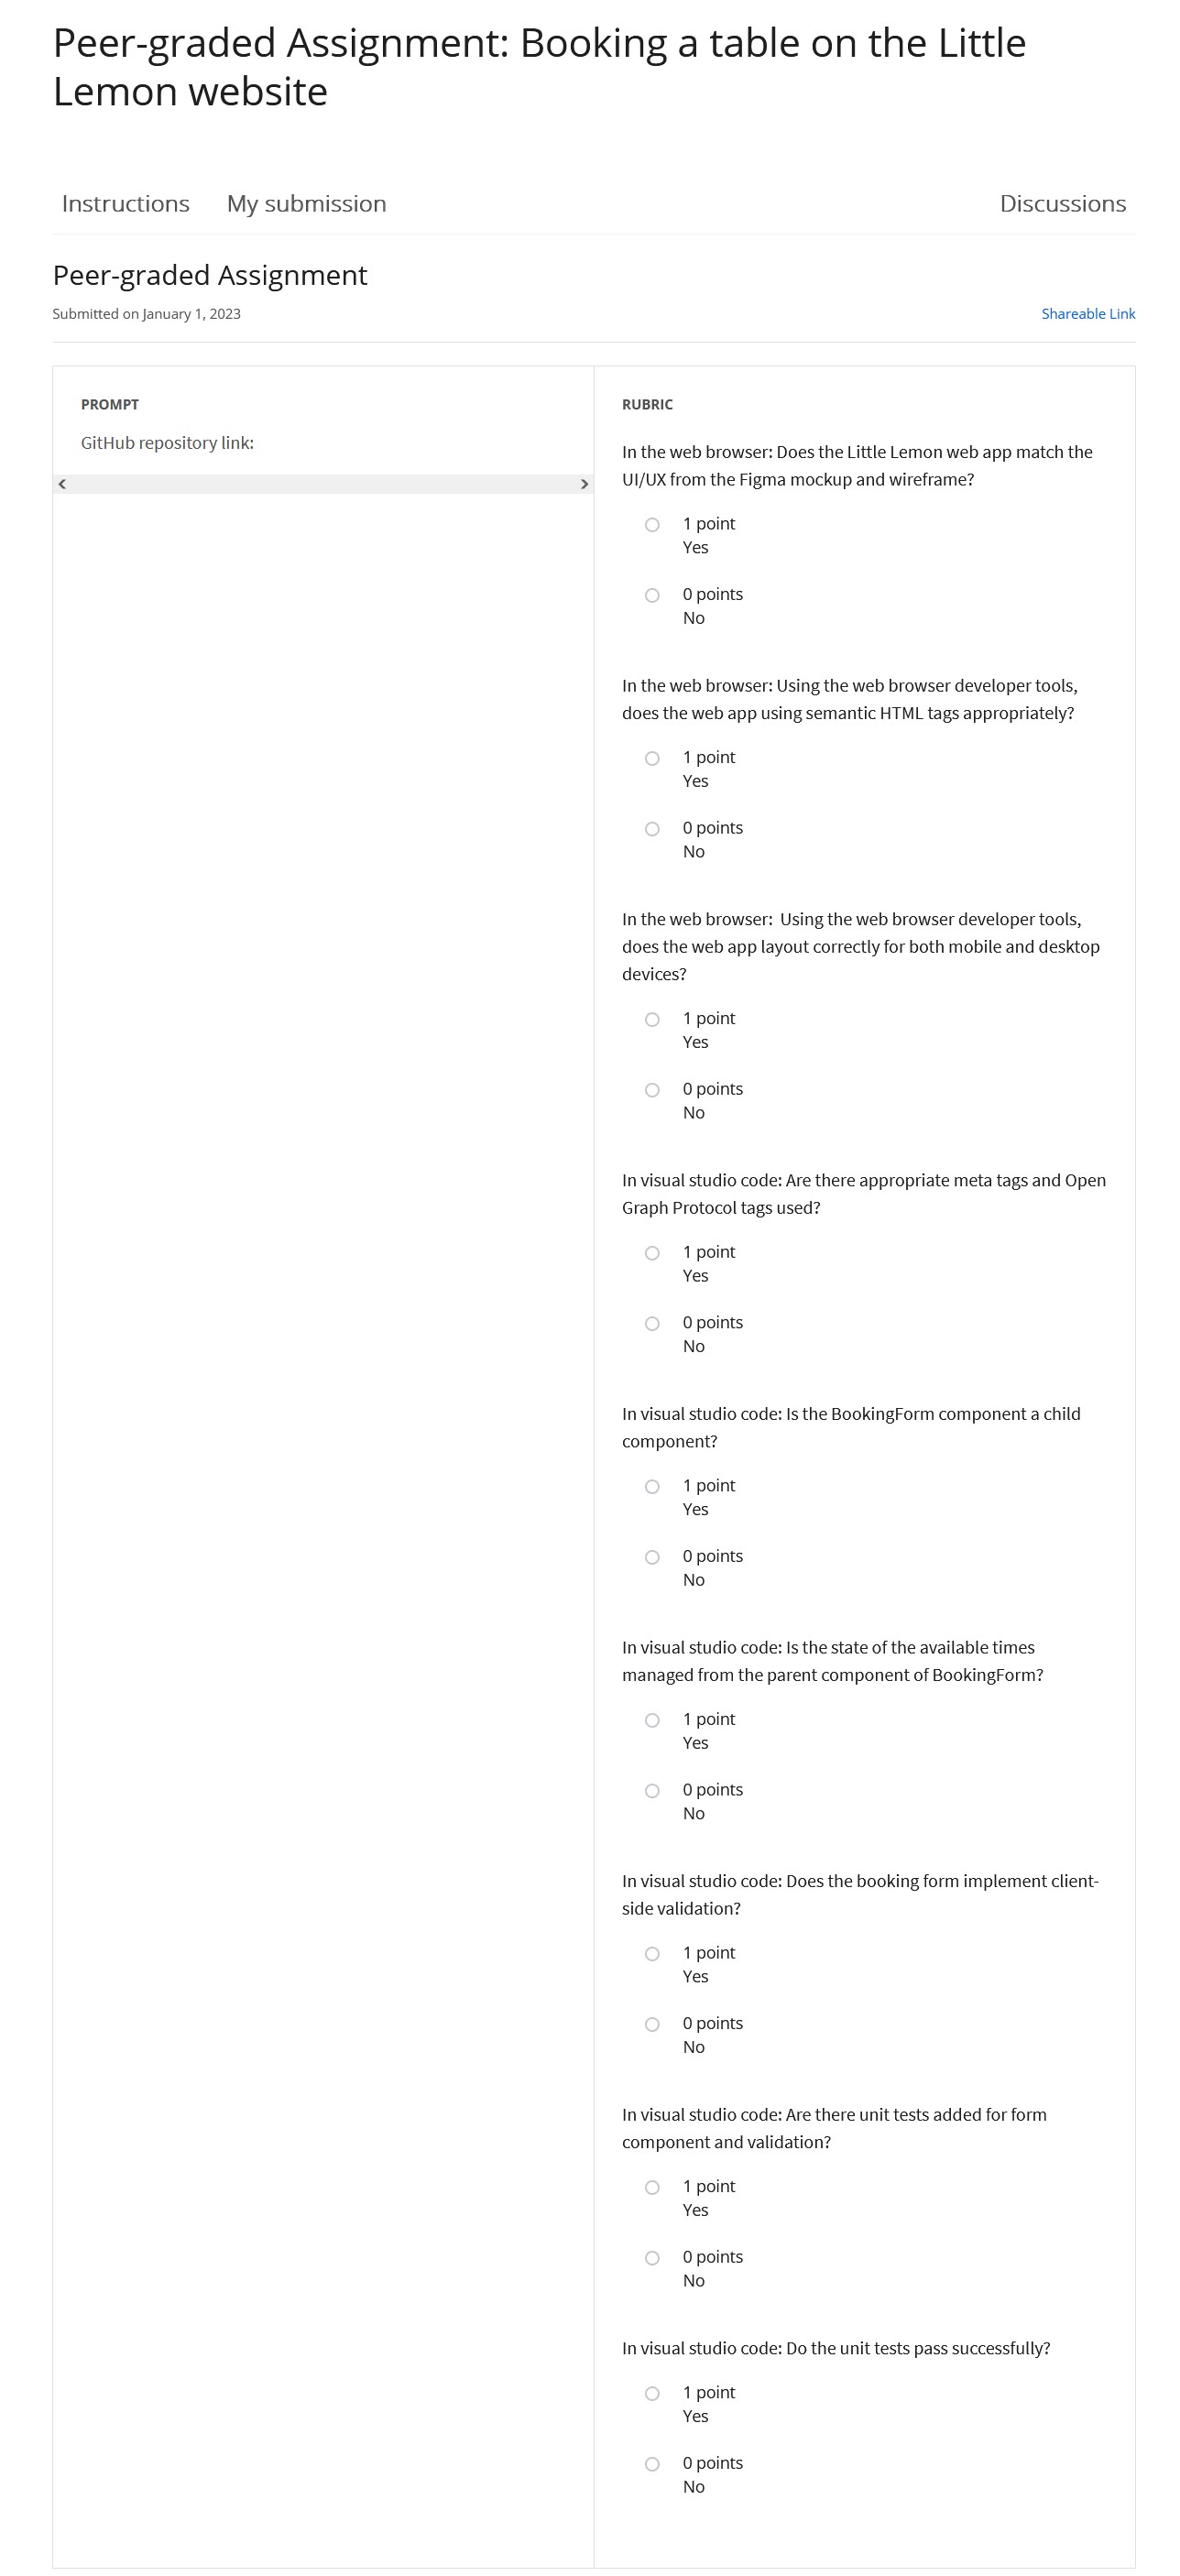 Peer-graded Assignment: Booking a table on the Little
Lemon website
Instructions My submission Discussions
Peer-graded Assignment
Submitted on January 1, 2023 Shareable Link
PROMPT
GitHub repository link:
RUBRIC
In the web browser: Does the Little Lemon web app match the
UI/UX from the Figma mockup and wireframe?
1 point
Yes
0 points
No
In the web browser: Using the web browser developer tools,
does the web app using semantic HTML tags appropriately?
1 point
Yes
0 points
No
In the web browser:  Using the web browser developer tools,
does the web app layout correctly for both mobile and desktop
devices?
1 point
Yes
0 points
No
In visual studio code: Are there appropriate meta tags and Open
Graph Protocol tags used?
1 point
Yes
0 points
No
In visual studio code: Is the BookingForm component a child
component?
1 point
Yes
0 points
No
In visual studio code: Is the state of the available times
managed from the parent component of BookingForm?
1 point
Yes
0 points
No
In visual studio code: Does the booking form implement client-
side validation?
1 point
Yes
0 points
No
In visual studio code: Are there unit tests added for form
component and validation?
1 point
Yes
0 points
No
In visual studio code: Do the unit tests pass successfully?
1 point
Yes
0 points
No